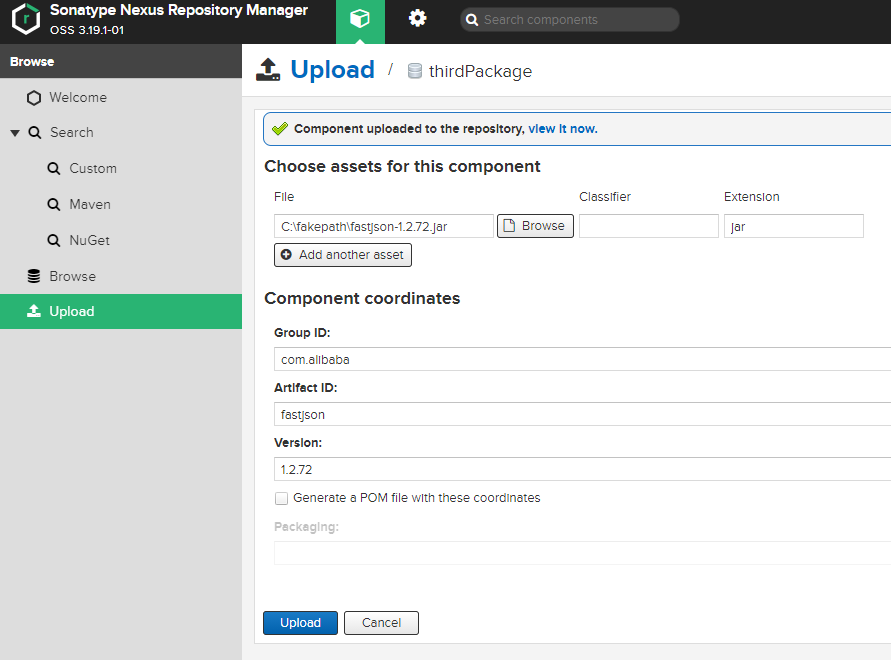 Sonatype Nexus Repository Manager
OSS 3.19.1-01
Search components
Browse
Welcome
Search
Custom
Maven
NuGet
Browse
Upload
Upload / thirdPackage
Component uploaded to the repository, view it now.
Choose assets for this component
File Classifier Extension
C:\fakepath\fastjson-1.2.72.jar Browse jar
Add another asset
Component coordinates
Group ID:
com.alibaba
Artifact ID:
fastjson
Version:
1.2.72
Generate a POM file with these coordinates
Packaging:
Upload Cancel